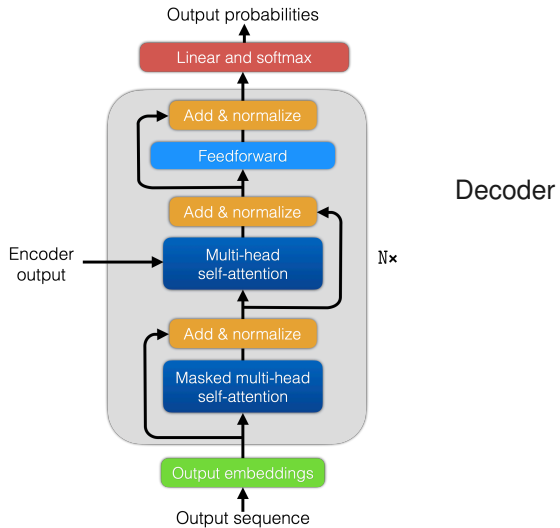 Output probabilities
Linear and softmax
Add & normalize
Feedforward
Decoder
Add & normalize
Encoder
output
Multi-head
self-attention
N×
Add & normalize
Masked multi-head
self-attention
Output embeddings
Output sequence